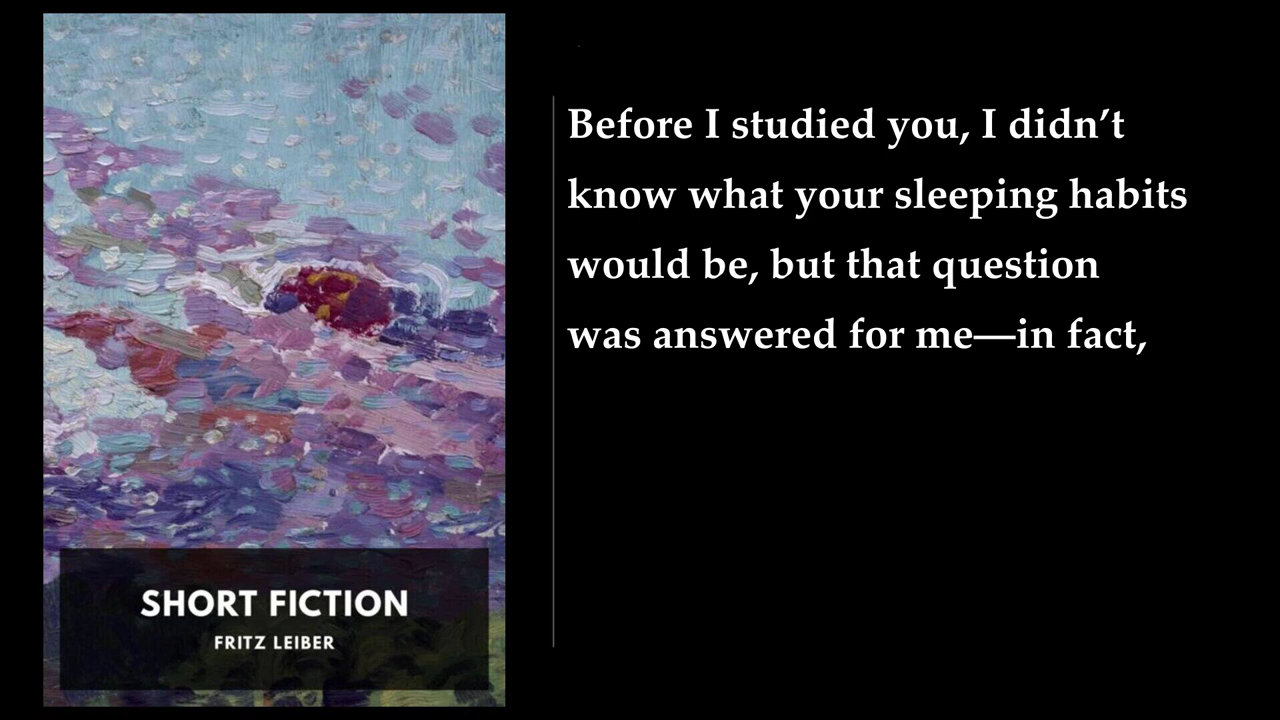 SHORT FICTION
FRITZ LEIBER
Before I studied you, I didn’t
know what your sleeping habits
would be, but that question
was answered for me—in fact,